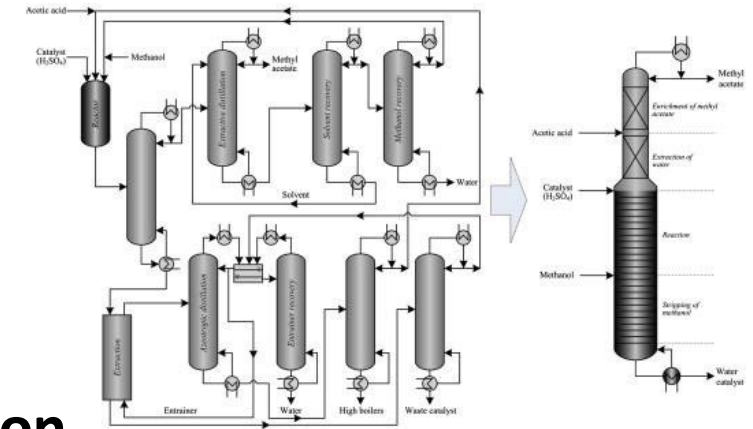 Acetic acid
Catalyst
(H₂SO₄)
Methanol
Reactor
Extractive distillation
Methyl
acetate
Solvent recovery
Methanol recovery
Water
Solvent
Extraction
Azeotropic distillation
Entrainer recovery
Entrainer
Water
High boilers
Waste catalyst
Methyl
acetate
Enrichment of methyl
acetate
Acetic acid
Extraction of
water
Catalyst
(H₂SO₄)
Reaction
Methanol
Stripping of
methanol
Water
catalyst